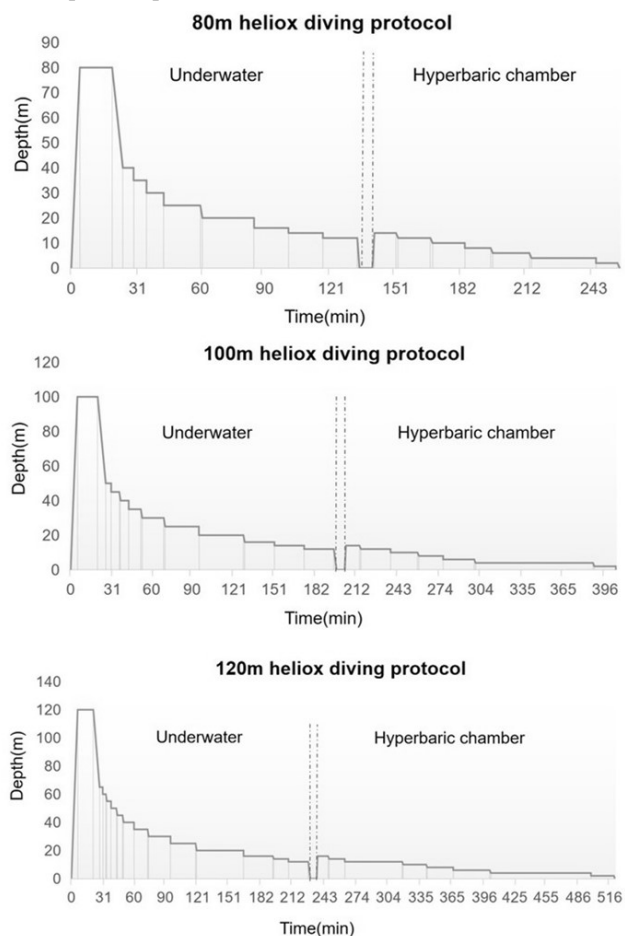 80m heliox diving protocol
90
80
70
60
50
40
30
20
10
0
Depth(m)
Underwater
Hyperbaric chamber
0 31 60 90 121 151 182 212 243
Time(min)
100m heliox diving protocol
120
100
80
60
40
20
0
Depth(m)
Underwater
Hyperbaric chamber
0 31 60 90 121 151 182 212 243 274 304 335 365 396
Time(min)
120m heliox diving protocol
140
120
100
80
60
40
20
0
Depth(m)
Underwater
Hyperbaric chamber
0 31 60 90 121 151 182 212 243 274 304 335 365 396 425 455 486 516
Time(min)